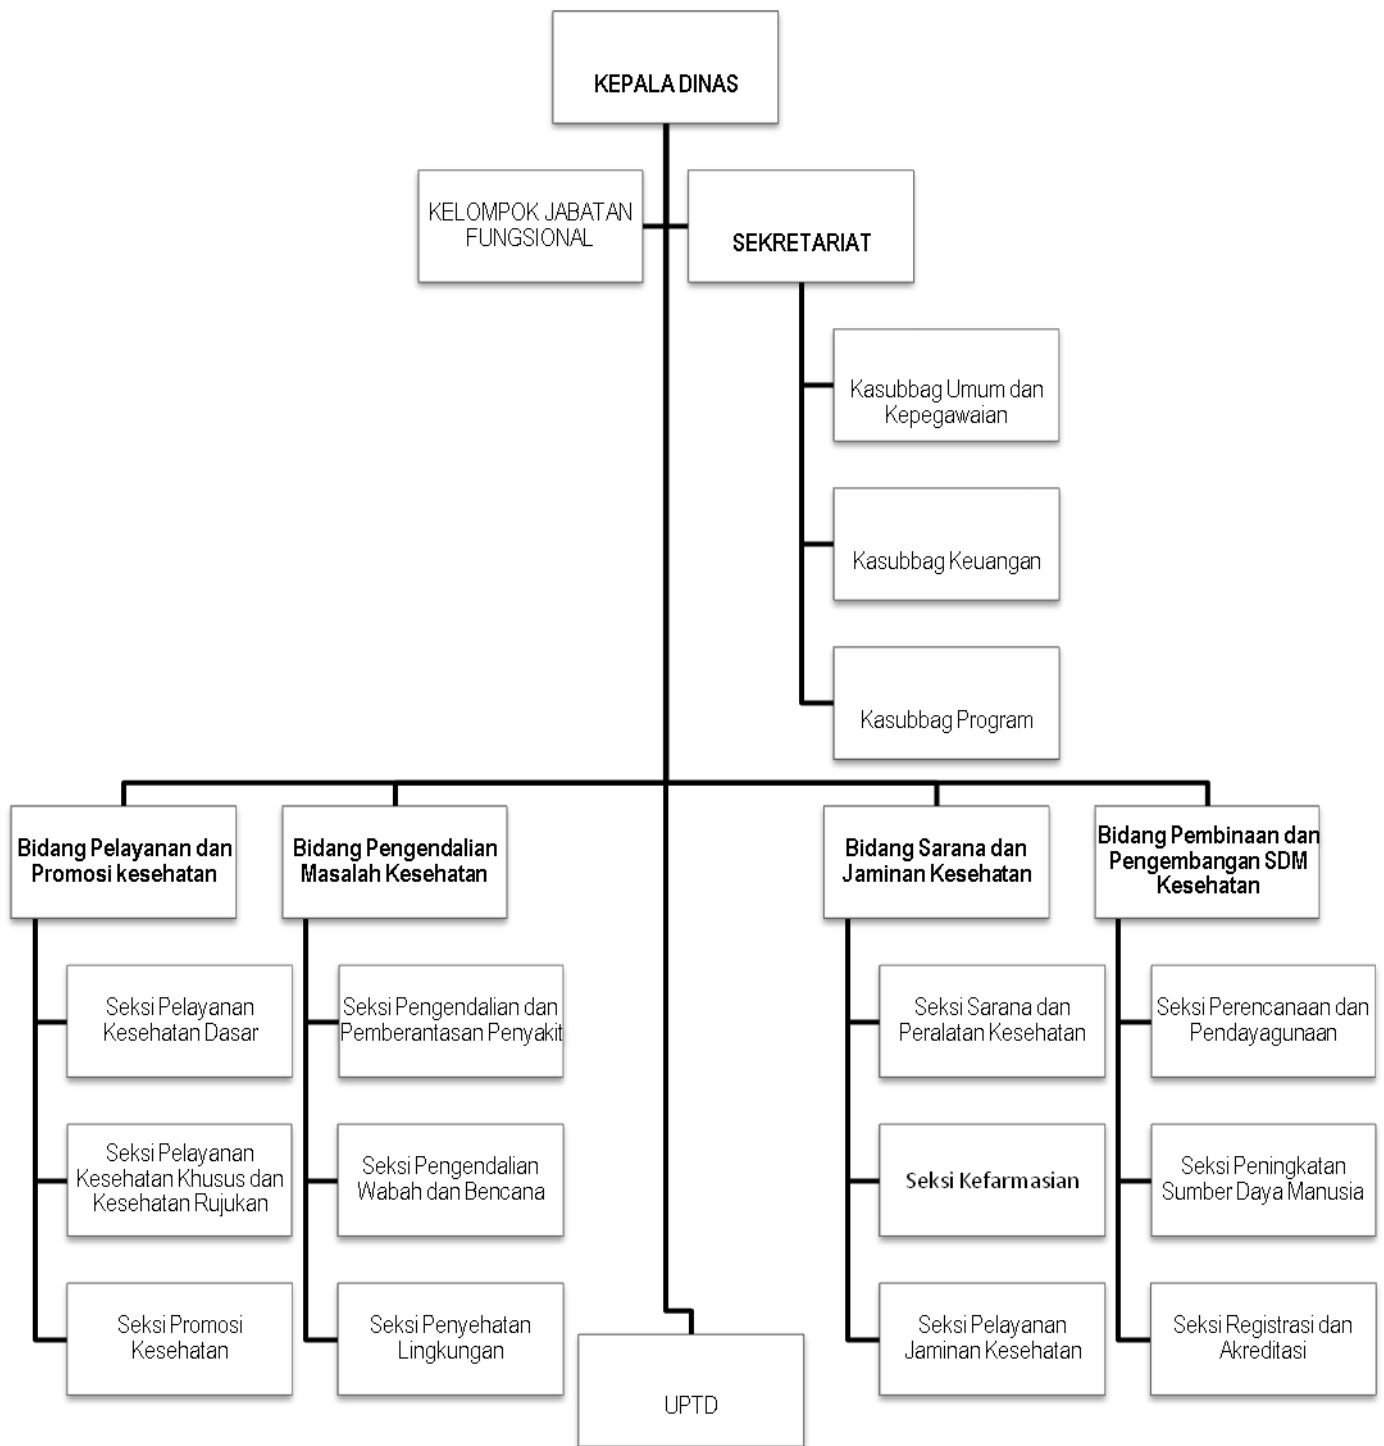 KEPALA DINAS
KELOMPOK JABATAN
FUNGSIONAL
SEKRETARIAT
Kasubbag Umum dan
Kepegawaian
Kasubbag Keuangan
Kasubbag Program
Bidang Pelayanan dan
Promosi kesehatan
Bidang Pengendalian
Masalah Kesehatan
Bidang Sarana dan
Jaminan Kesehatan
Bidang Pembinaan dan
Pengembangan SDM
Kesehatan
Seksi Pelayanan
Kesehatan Dasar
Seksi Pengendalian dan
Pemberantasan Penyakit
Seksi Sarana dan
Peralatan Kesehatan
Seksi Perencanaan dan
Pendayagunaan
Seksi Pelayanan
Kesehatan Khusus dan
Kesehatan Rujukan
Seksi Pengendalian
Wabah dan Bencana
Seksi Kefarmasian
Seksi Peningkatan
Sumber Daya Manusia
Seksi Promosi
Kesehatan
Seksi Penyehatan
Lingkungan
Seksi Pelayanan
Jaminan Kesehatan
Seksi Registrasi dan
Akreditasi
UPTD